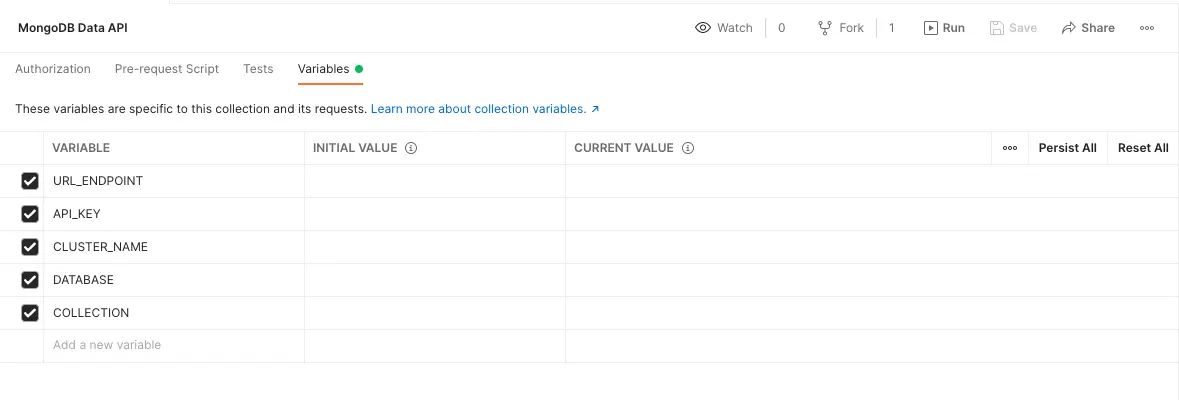 MongoDB Data API Watch 0 Fork 1 Run Save Share
Authorization Pre-request Script Tests Variables
These variables are specific to this collection and its requests. Learn more about collection variables. ↗
VARIABLE INITIAL VALUE CURRENT VALUE Persist All Reset All
URL_ENDPOINT
API_KEY
CLUSTER_NAME
DATABASE
COLLECTION
Add a new variable